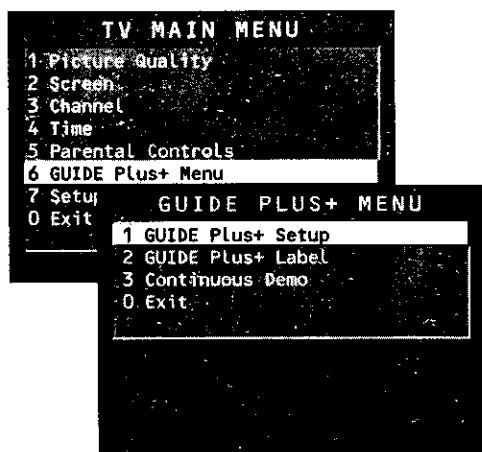 TV MAIN MENU
1 Picture Quality
2 Screen
3 Channel
4 Time
5 Parental Controls
6 GUIDE Plus+ Menu
7 Setu
0 Exit
GUIDE PLUS+ MENU
1 GUIDE Plus+ Setup
2 GUIDE Plus+ Label
3 Continuous Demo
0 Exit